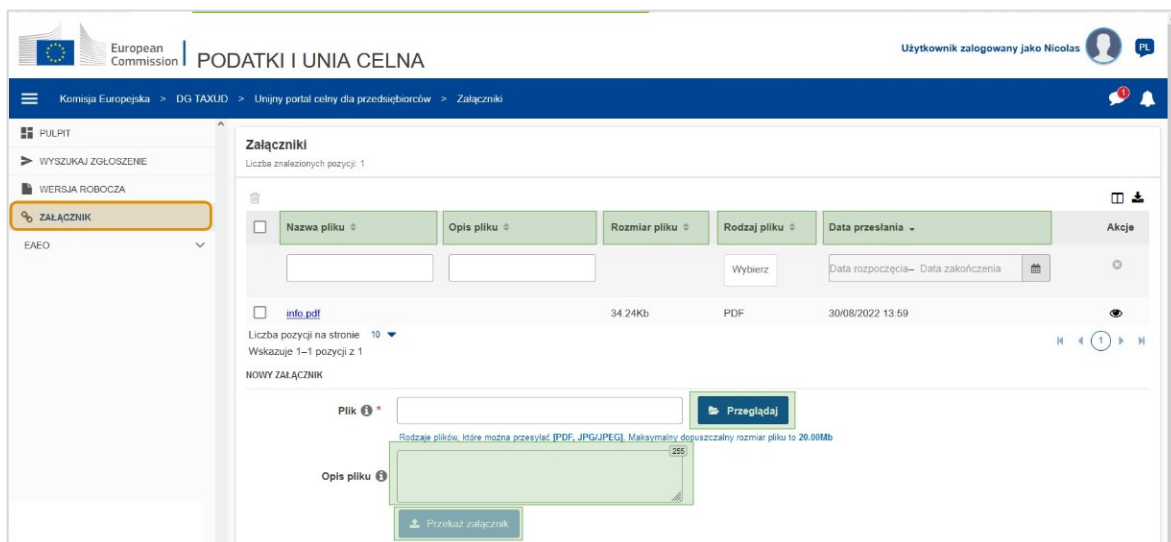 European
Commission
PODATKI I UNIA CELNA
Użytkownik zalogowany jako Nicolas
PL
Komisja Europejska > DG TAXUD > Unijny portal celny dla przedsiębiorców > Załączniki
1
PULPIT
WYSZUKAJ ZGŁOSZENIE
WERSJA ROBOCZA
ZAŁĄCZNIK
EAEO
Załączniki
Liczba znalezionych pozycji: 1
Nazwa pliku Opis pliku Rozmiar pliku Rodzaj pliku Data przesłania Akcje
Wybierz Data rozpoczęcia– Data zakończenia
info.pdf 34.24Kb PDF 30/08/2022 13:59
Liczba pozycji na stronie 10
Wskazuje 1–1 pozycji z 1
1
NOWY ZAŁĄCZNIK
Plik * Przeglądaj
Rodzaje plików, które można przesyłać [PDF, JPG/JPEG]. Maksymalny dopuszczalny rozmiar pliku to 20.00Mb
255
Opis pliku
Przekaż załącznik